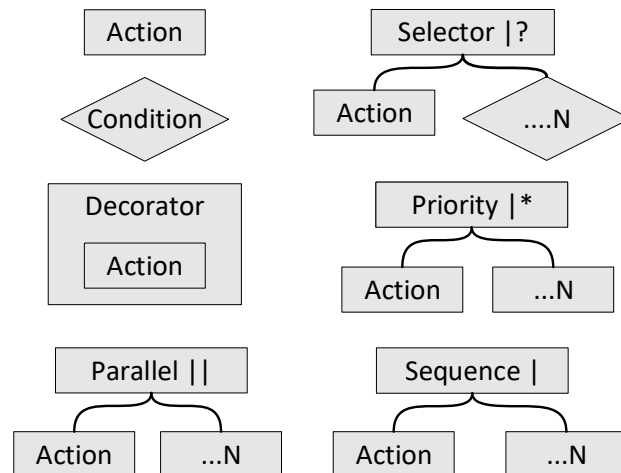 Action
Condition
Decorator
Action
Parallel ||
Action
...N
Selector |?
Action
....N
Priority |*
Action
...N
Sequence |
Action
...N